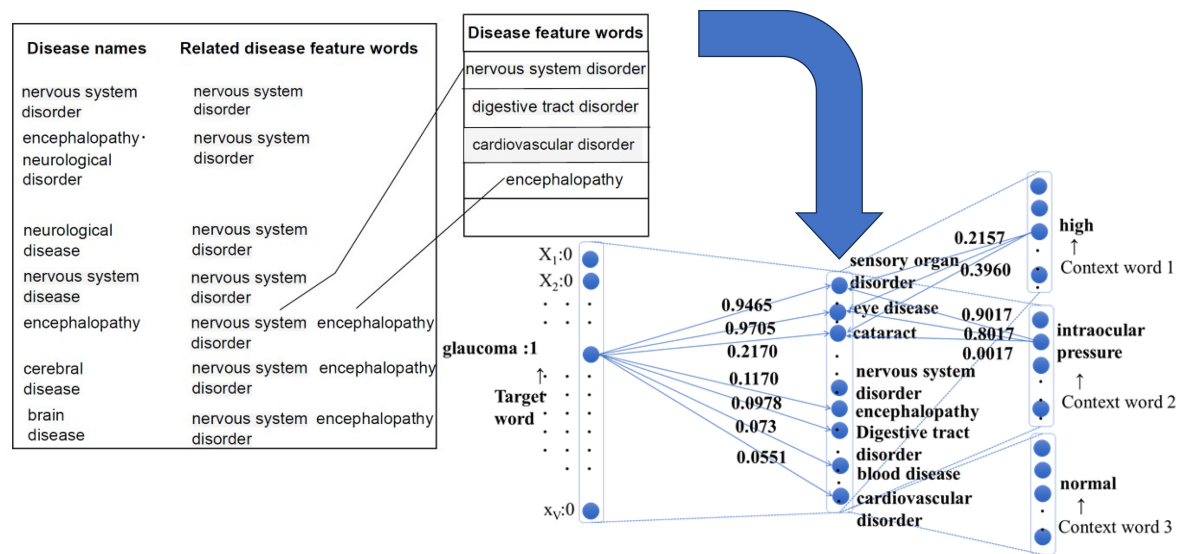 Disease names Related disease feature words
nervous system nervous system
disorder disorder
encephalopathy· nervous system
neurological disorder
disorder
neurological nervous system
disease disorder
nervous system nervous system
disease disorder
encephalopathy nervous system encephalopathy
disorder
cerebral nervous system encephalopathy
disease disorder
brain nervous system encephalopathy
disease disorder
Disease feature words
nervous system disorder
digestive tract disorder
cardiovascular disorder
encephalopathy
X1:0
X2:0
glaucoma :1
↑
Target
word
xV:0
0.9465
0.9705
0.2170
0.1170
0.0978
0.073
0.0551
sensory organ
disorder
eye disease
cataract
nervous system
disorder
encephalopathy
Digestive tract
disorder
blood disease
cardiovascular
disorder
0.2157
0.3960
0.9017
0.8017
0.0017
high
↑
Context word 1
intraocular
pressure
↑
Context word 2
normal
↑
Context word 3